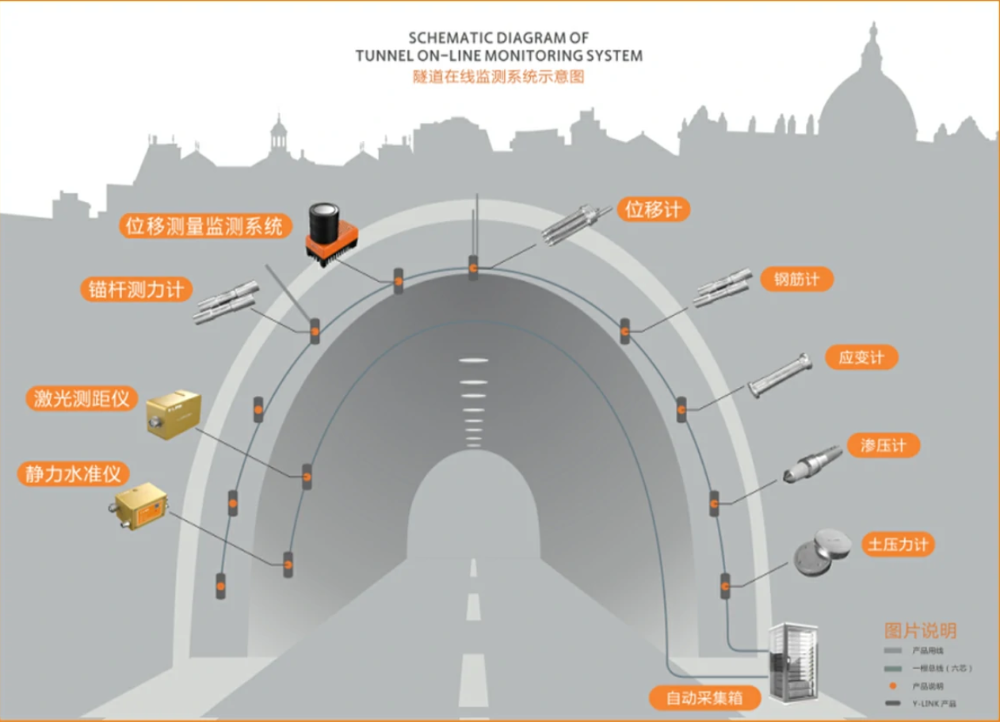 SCHEMATIC DIAGRAM OF
TUNNEL ON-LINE MONITORING SYSTEM
隧道在线监测系统示意图
位移测量监测系统
位移计
锚杆测力计
钢筋计
应变计
激光测距仪
渗压计
静力水准仪
土压力计
自动采集箱
图片说明
产品用线
一根总线（六芯）
产品说明
Y-LINK 产品